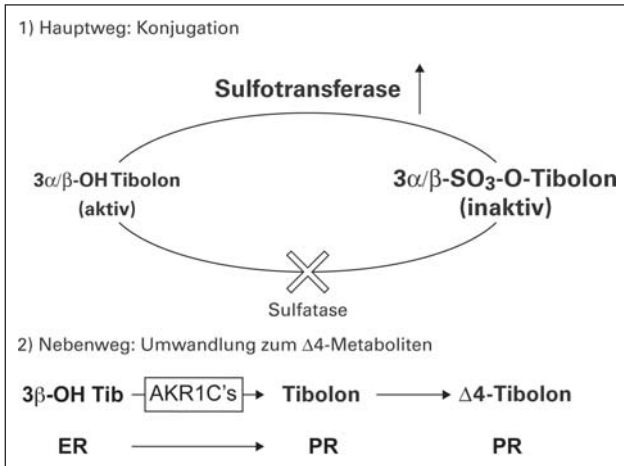 1) Hauptweg: Konjugation
Sulfotransferase
3α/β-OH Tibolon
(aktiv)
3α/β-SO₃-O-Tibolon
(inaktiv)
Sulfatase
2) Nebenweg: Umwandlung zum Δ4-Metaboliten
3β-OH Tib AKR1C's Tibolon Δ4-Tibolon
ER PR PR